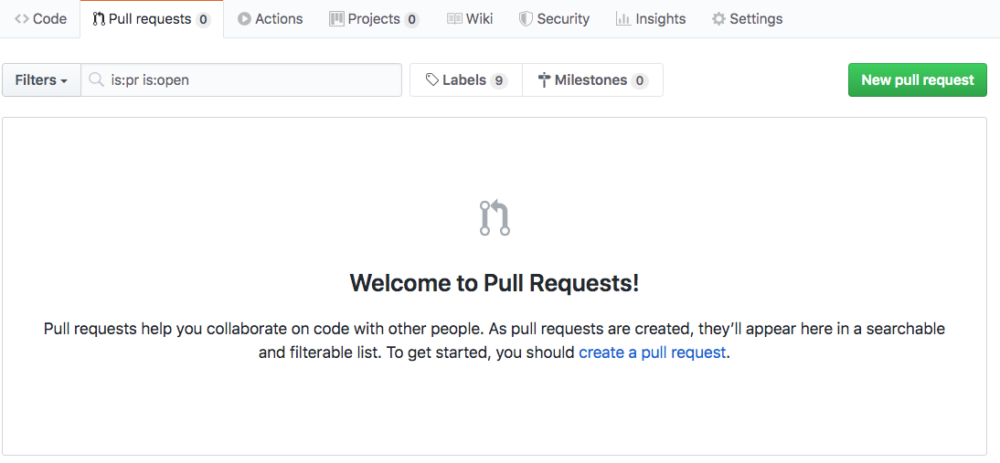 Code Pull requests 0 Actions Projects 0 Wiki Security Insights Settings
Filters is:pr is:open Labels 9 Milestones 0 New pull request
Welcome to Pull Requests!
Pull requests help you collaborate on code with other people. As pull requests are created, they’ll appear here in a searchable
and filterable list. To get started, you should create a pull request.